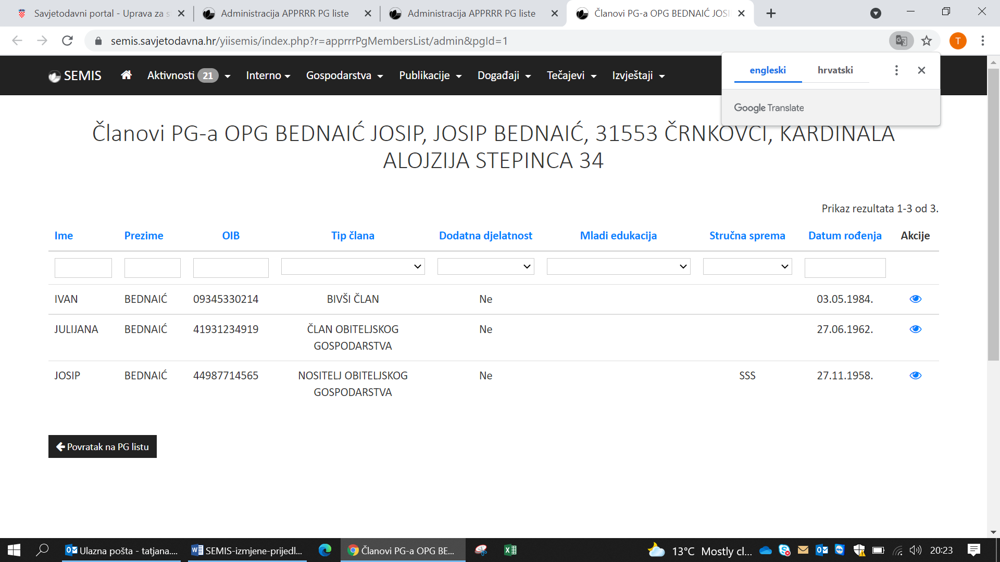 Savjetodavni portal - Uprava za s
Administracija APPRRR PG liste
Administracija APPRRR PG liste
Članovi PG-a OPG BEDNAIĆ JOSI
semis.savjetodavna.hr/yiisemis/index.php?r=apprrrPgMembersList/admin&pgId=1
T
SEMIS
Aktivnosti 21
Interno
Gospodarstva
Publikacije
Događaji
Tečajevi
Izvještaji
engleski
hrvatski
Google Translate
Članovi PG-a OPG BEDNAIĆ JOSIP, JOSIP BEDNAIĆ, 31553 ČRNKOVCI, KARDINALA
ALOJZIJA STEPINCA 34
Prikaz rezultata 1-3 od 3.
Ime Prezime OIB Tip člana Dodatna djelatnost Mladi edukacija Stručna sprema Datum rođenja Akcije
IVAN BEDNAIĆ 09345330214 BIVŠI ČLAN Ne 03.05.1984.
JULIJANA BEDNAIĆ 41931234919 ČLAN OBITELJSKOG Ne 27.06.1962.
GOSPODARSTVA
JOSIP BEDNAIĆ 44987714565 NOSITELJ OBITELJSKOG Ne SSS 27.11.1958.
GOSPODARSTVA
Povratak na PG listu
Ulazna pošta - tatjana....
SEMIS-izmjene-prijedl...
Članovi PG-a OPG BE...
13°C Mostly cl...
20:23